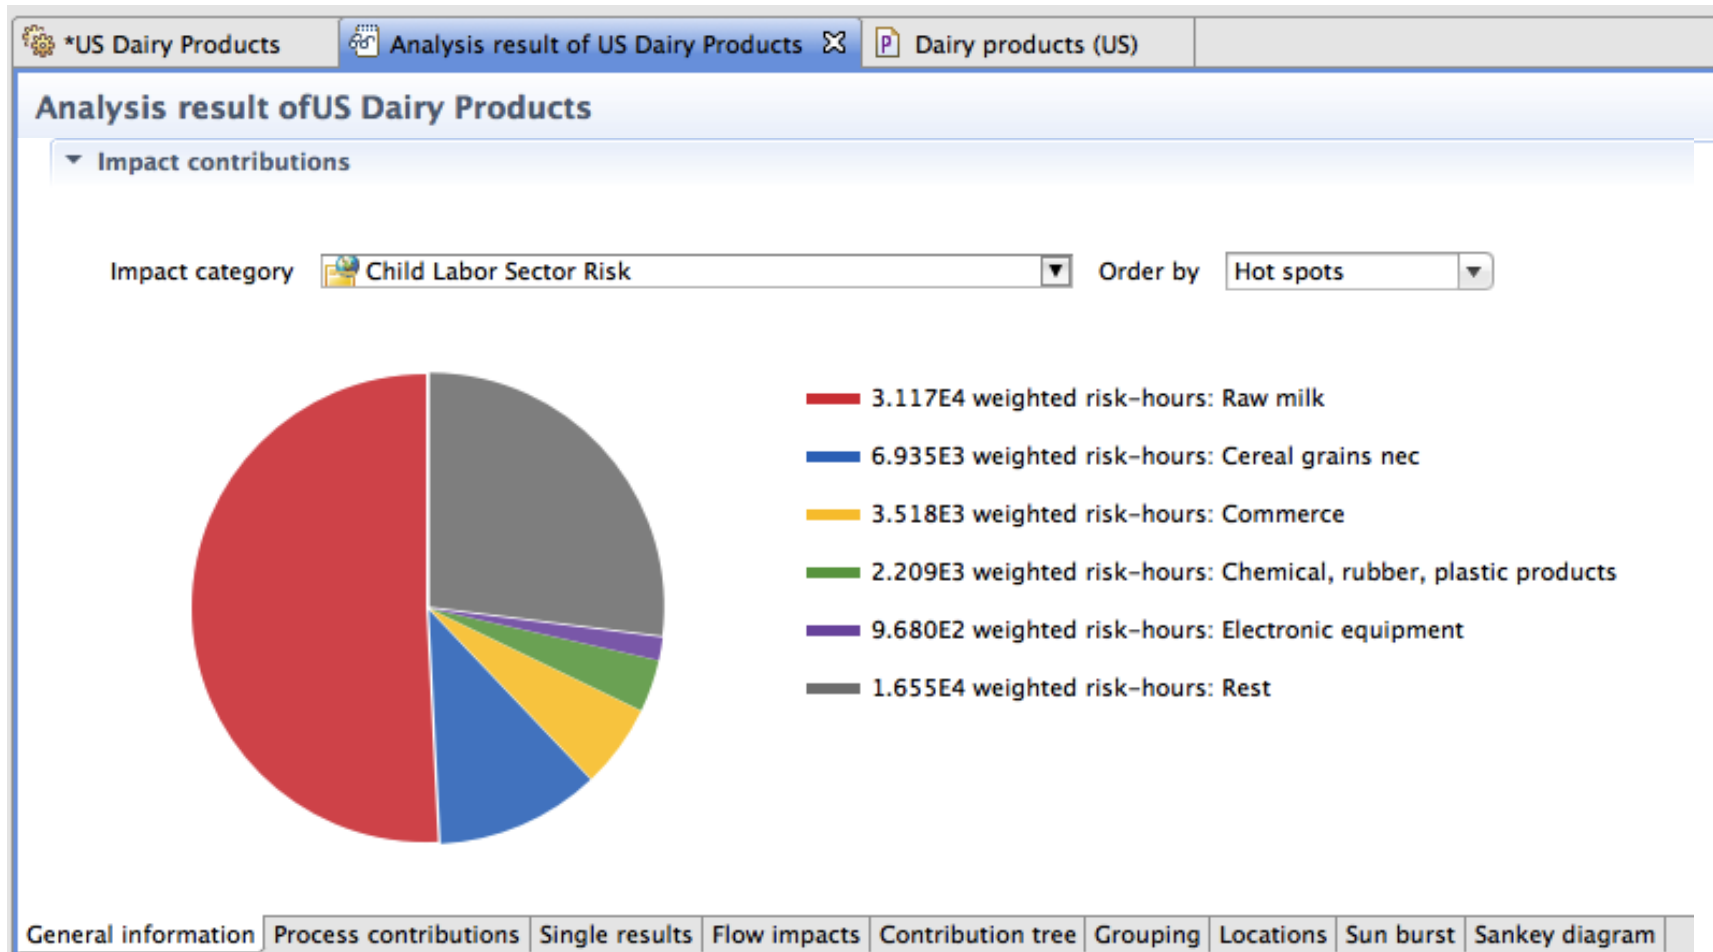 *US Dairy Products
Analysis result of US Dairy Products
Dairy products (US)
Analysis result ofUS Dairy Products
Impact contributions
Impact category
Child Labor Sector Risk
Order by
Hot spots
3.117E4 weighted risk-hours: Raw milk
6.935E3 weighted risk-hours: Cereal grains nec
3.518E3 weighted risk-hours: Commerce
2.209E3 weighted risk-hours: Chemical, rubber, plastic products
9.680E2 weighted risk-hours: Electronic equipment
1.655E4 weighted risk-hours: Rest
General information
Process contributions
Single results
Flow impacts
Contribution tree
Grouping
Locations
Sun burst
Sankey diagram